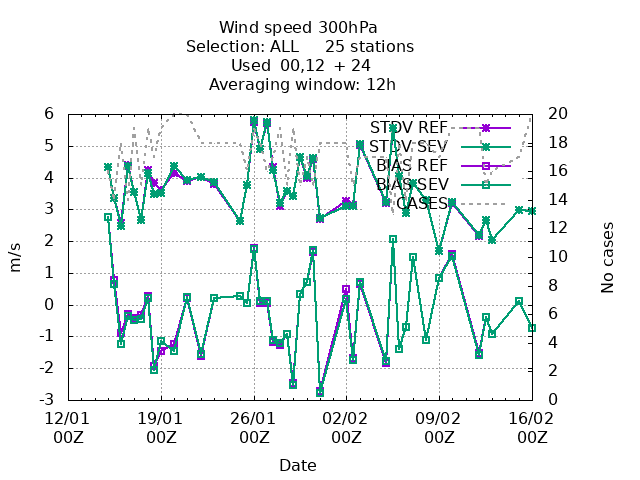 Wind speed 300hPa
Selection: ALL 25 stations
Used 00,12 + 24
Averaging window: 12h
6
5
4
3
2
1
0
-1
-2
-3
m/s
20
18
16
14
12
10
8
6
4
2
0
No cases
STDV REF
STDV SEV
BIAS REF
BIAS SEV
CASES
12/01 19/01 26/01 02/02 09/02 16/02
00Z 00Z 00Z 00Z 00Z 00Z
Date